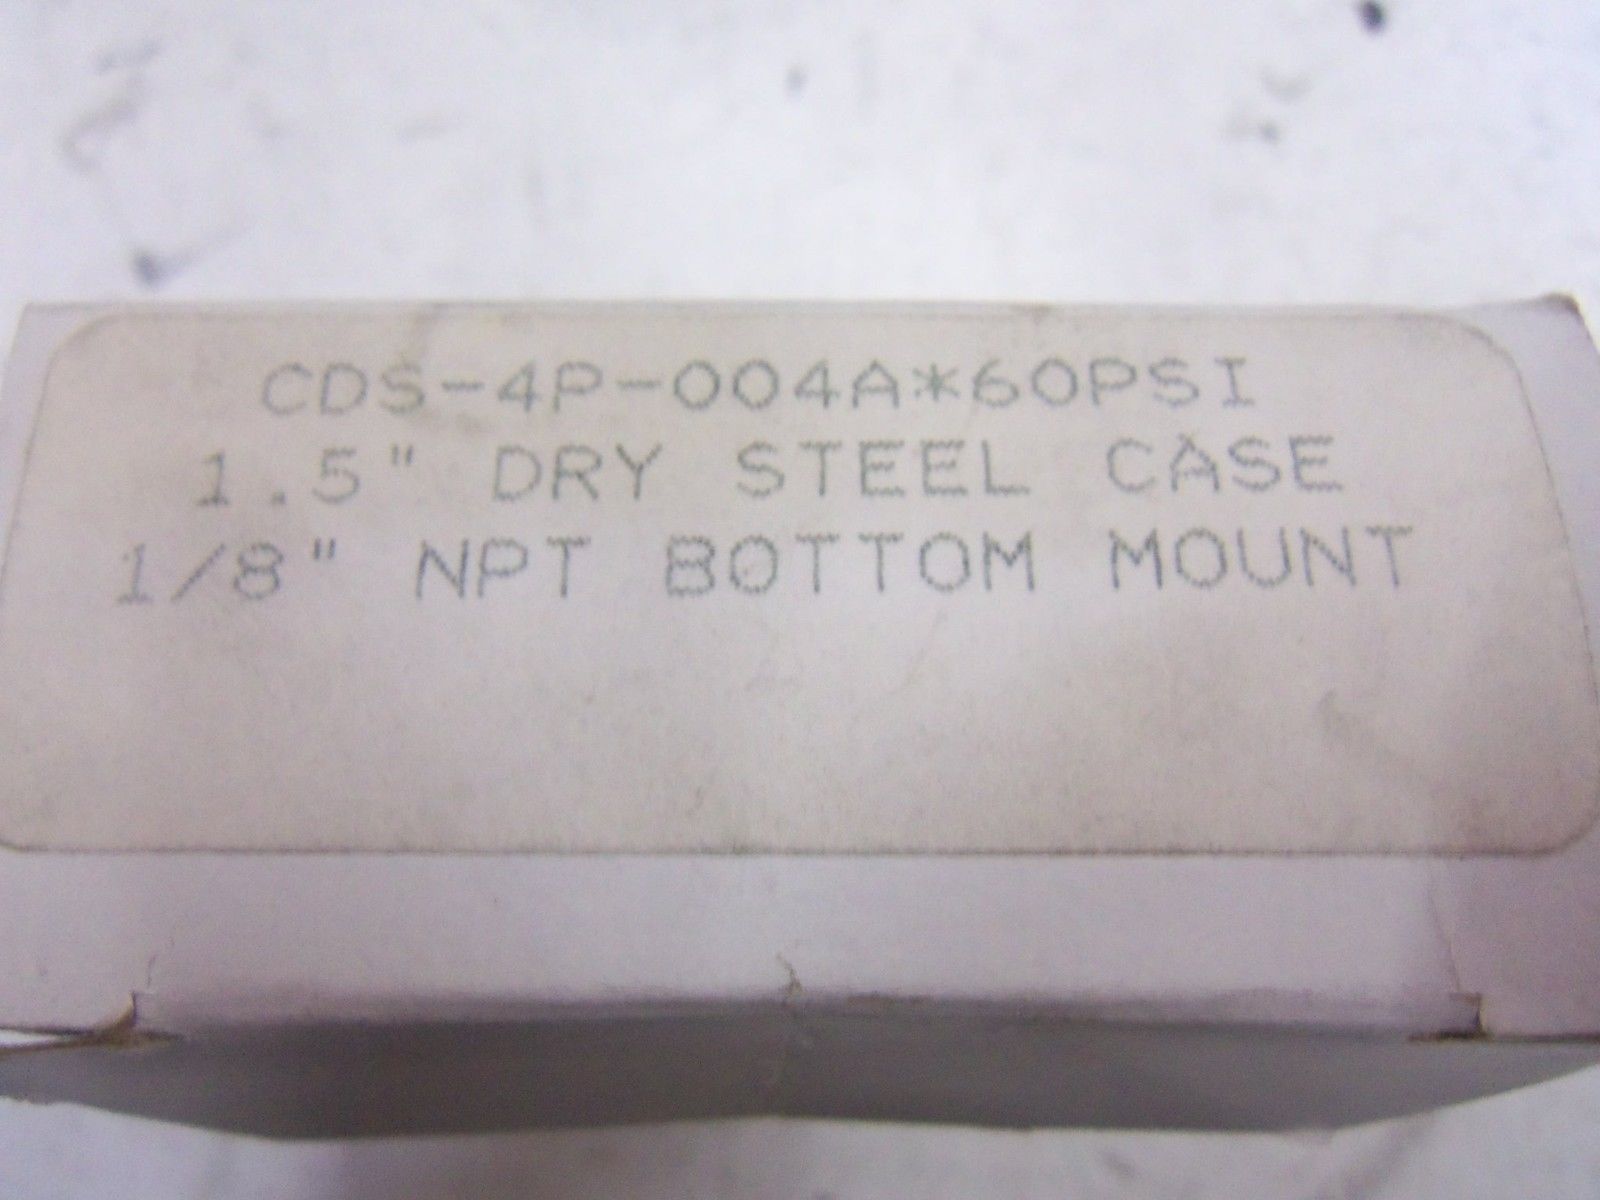 CDS-4P-004A*60PSI
1.5" DRY STEEL CASE
1/8" NPT BOTTOM MOUNT